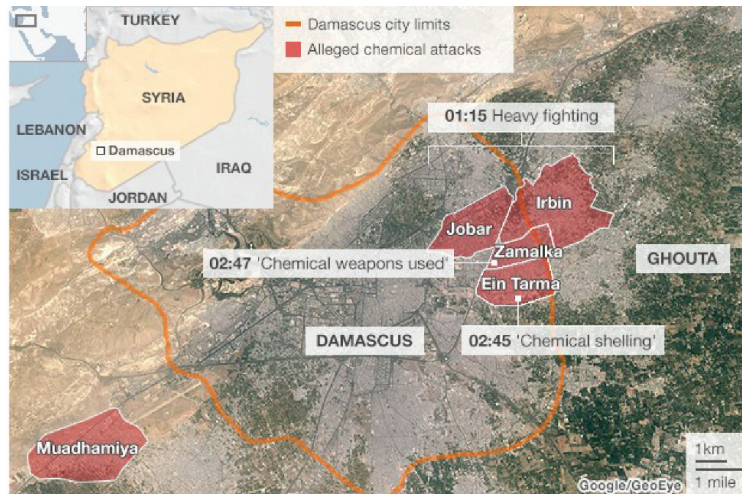 TURKEY
SYRIA
LEBANON
Damascus
ISRAEL
IRAQ
JORDAN
Damascus city limits
Alleged chemical attacks
01:15 Heavy fighting
Irbin
Jobar
Zamalka
GHOUTA
02:47 'Chemical weapons used'
Ein Tarma
DAMASCUS
02:45 'Chemical shelling'
Muadhamiya
1km
1 mile
Google/GeoEye